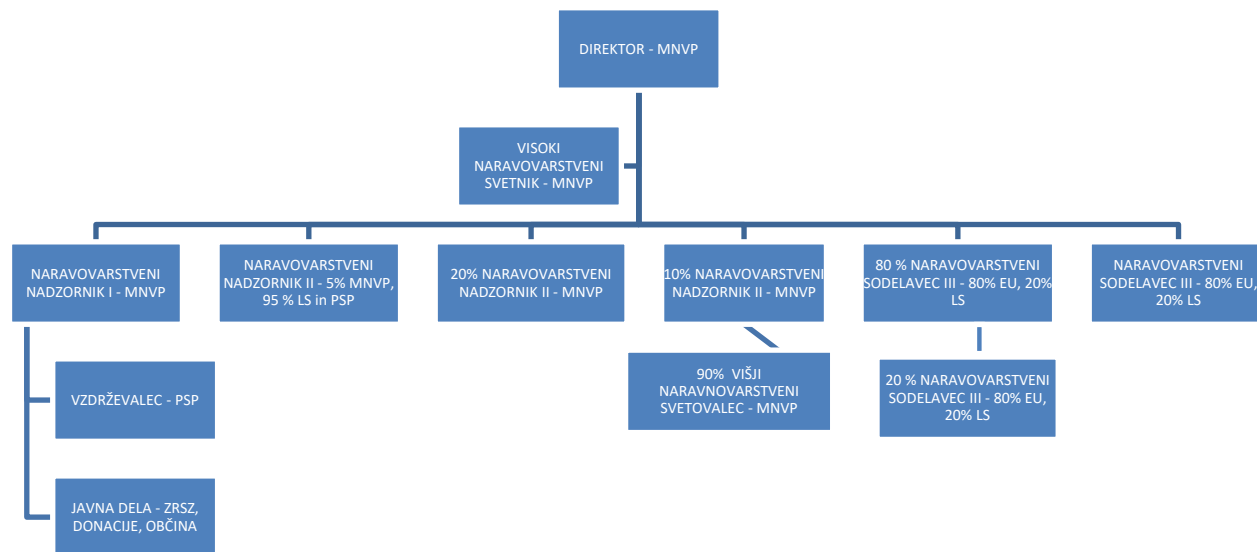 DIREKTOR - MNVP
VISOKI
NARAVOVARSTVENI
SVETNIK - MNVP
NARAVOVARSTVENI
NADZORNIK I - MNVP
NARAVOVARSTVENI
NADZORNIK II - 5% MNVP,
95 % LS in PSP
20% NARAVOVARSTVENI
NADZORNIK II - MNVP
10% NARAVOVARSTVENI
NADZORNIK II - MNVP
80 % NARAVOVARSTVENI
SODELAVEC III - 80% EU, 20%
LS
NARAVOVARSTVENI
SODELAVEC III - 80% EU,
20% LS
VZDRŽEVALEC - PSP
90% VIŠJI
NARAVNOVARSTVENI
SVETOVALEC - MNVP
20 % NARAVOVARSTVENI
SODELAVEC III - 80% EU,
20% LS
JAVNA DELA - ZRSZ,
DONACIJE, OBČINA